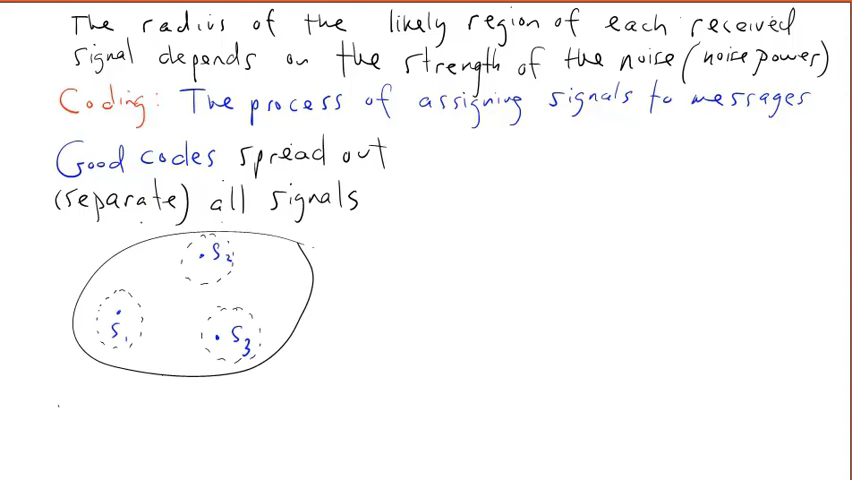 The radius of the likely region of each received
signal depends on the strength of the noise (noise power)
Coding: The process of assigning signals to messages
Good codes spread out
(separate) all signals
S2
S1
S3